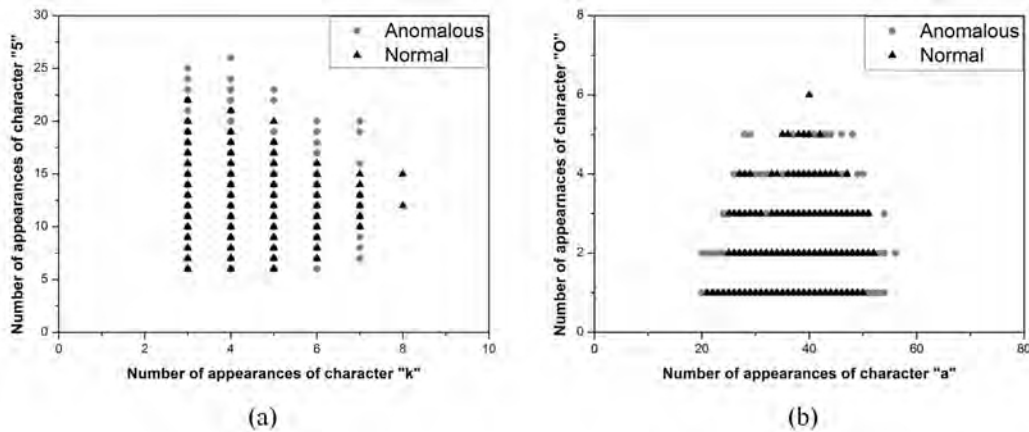 30
25
20
15
10
5
0
0
2
4
6
8
10
Number of appearances of character "5"
Number of appearances of character "k"
Anomalous
Normal
(a)
8
6
4
2
0
0
20
40
60
80
Number of appearnaces of character "O"
Number of appearances of character "a"
Anomalous
Normal
(b)